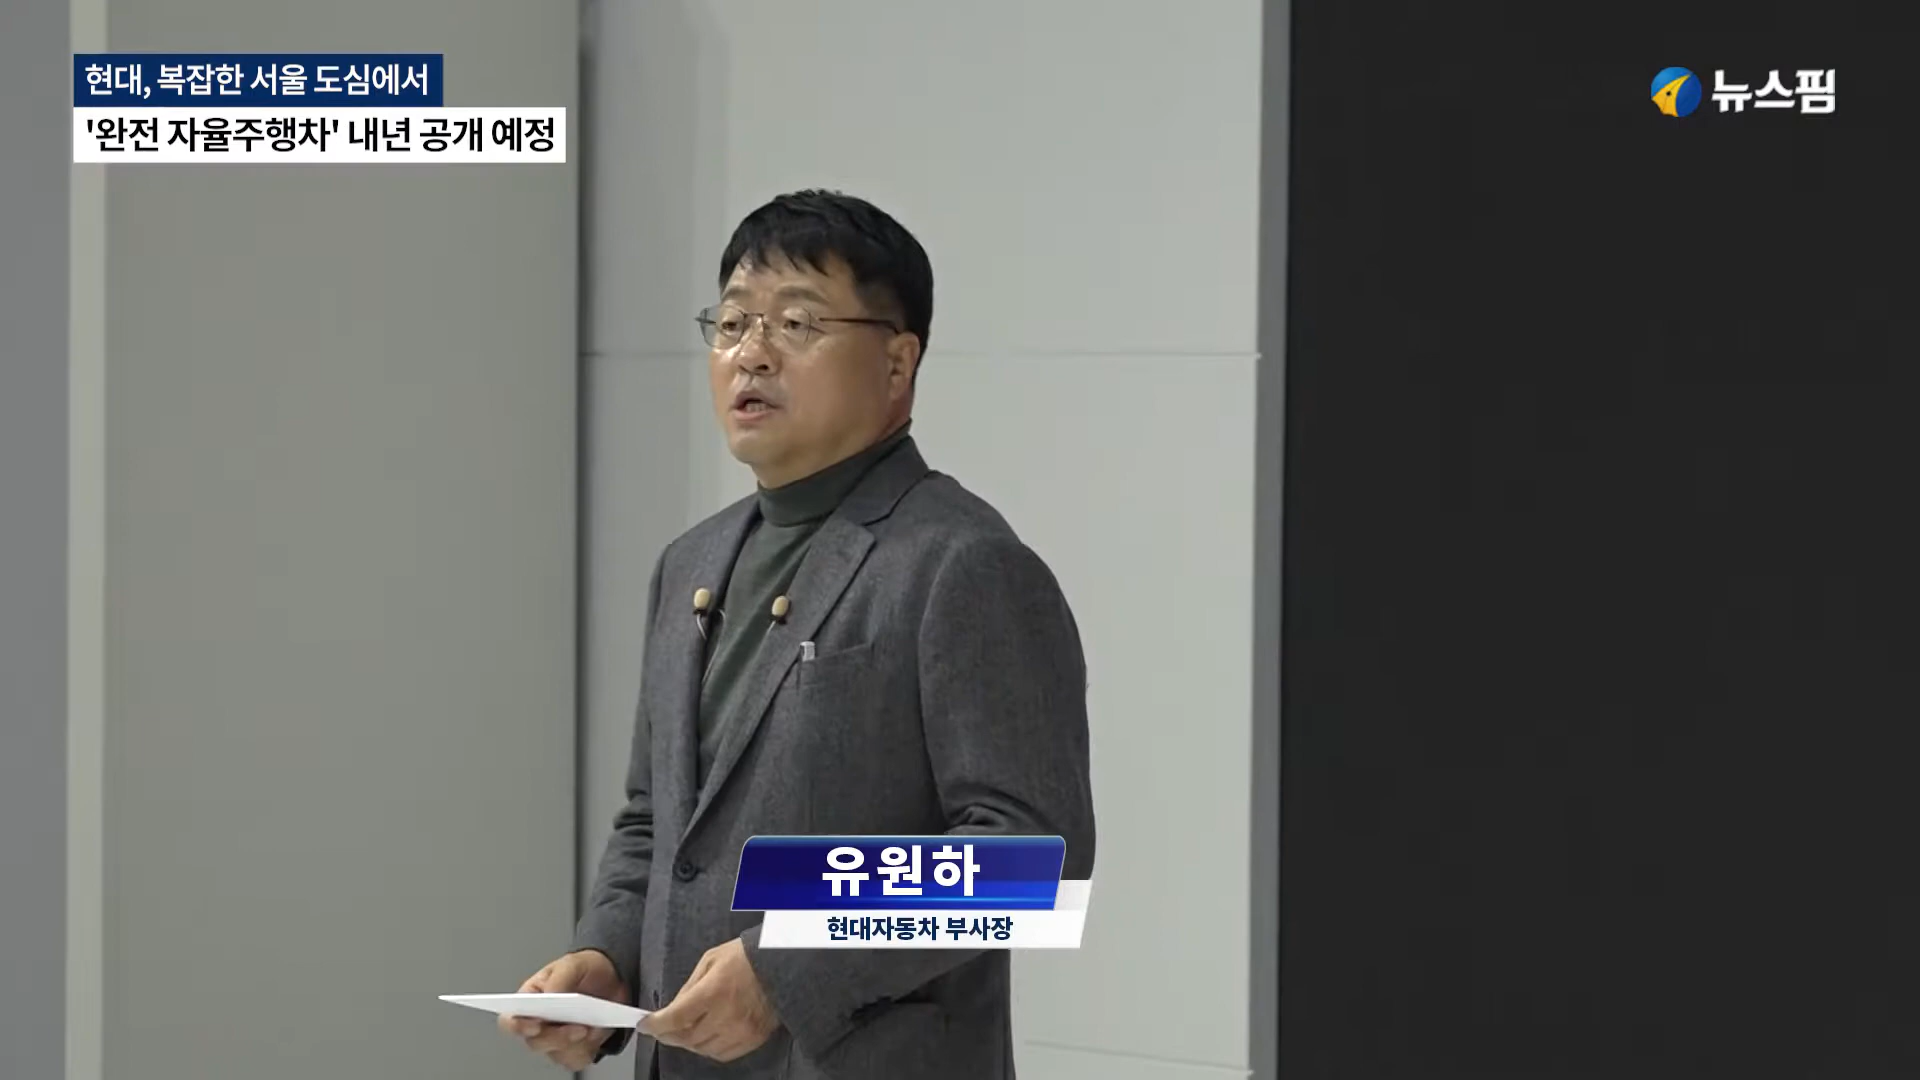 현대, 복잡한 서울 도심에서
'완전 자율주행차' 내년 공개 예정
뉴스핌
유원하
현대자동차 부사장